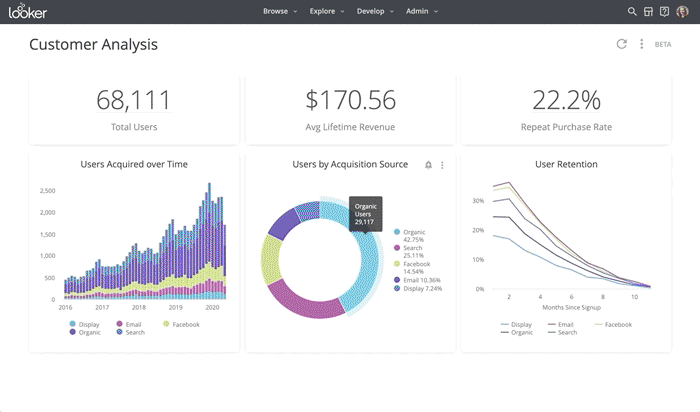 looker
Browse Explore Develop Admin
Customer Analysis
BETA
68,111
Total Users
$170.56
Avg Lifetime Revenue
22.2%
Repeat Purchase Rate
Users Acquired over Time
2,500
2,000
1,500
1,000
500
0
2016 2017 2018 2019 2020
Display Email Facebook
Organic Search
Users by Acquisition Source
Organic
Users
29,117
Organic
42.75%
Search
25.11%
Facebook
14.54%
Email 10.36%
Display 7.24%
User Retention
30%
20%
10%
0%
2 4 6 8 10
Months Since Signup
Display Email Facebook
Organic Search